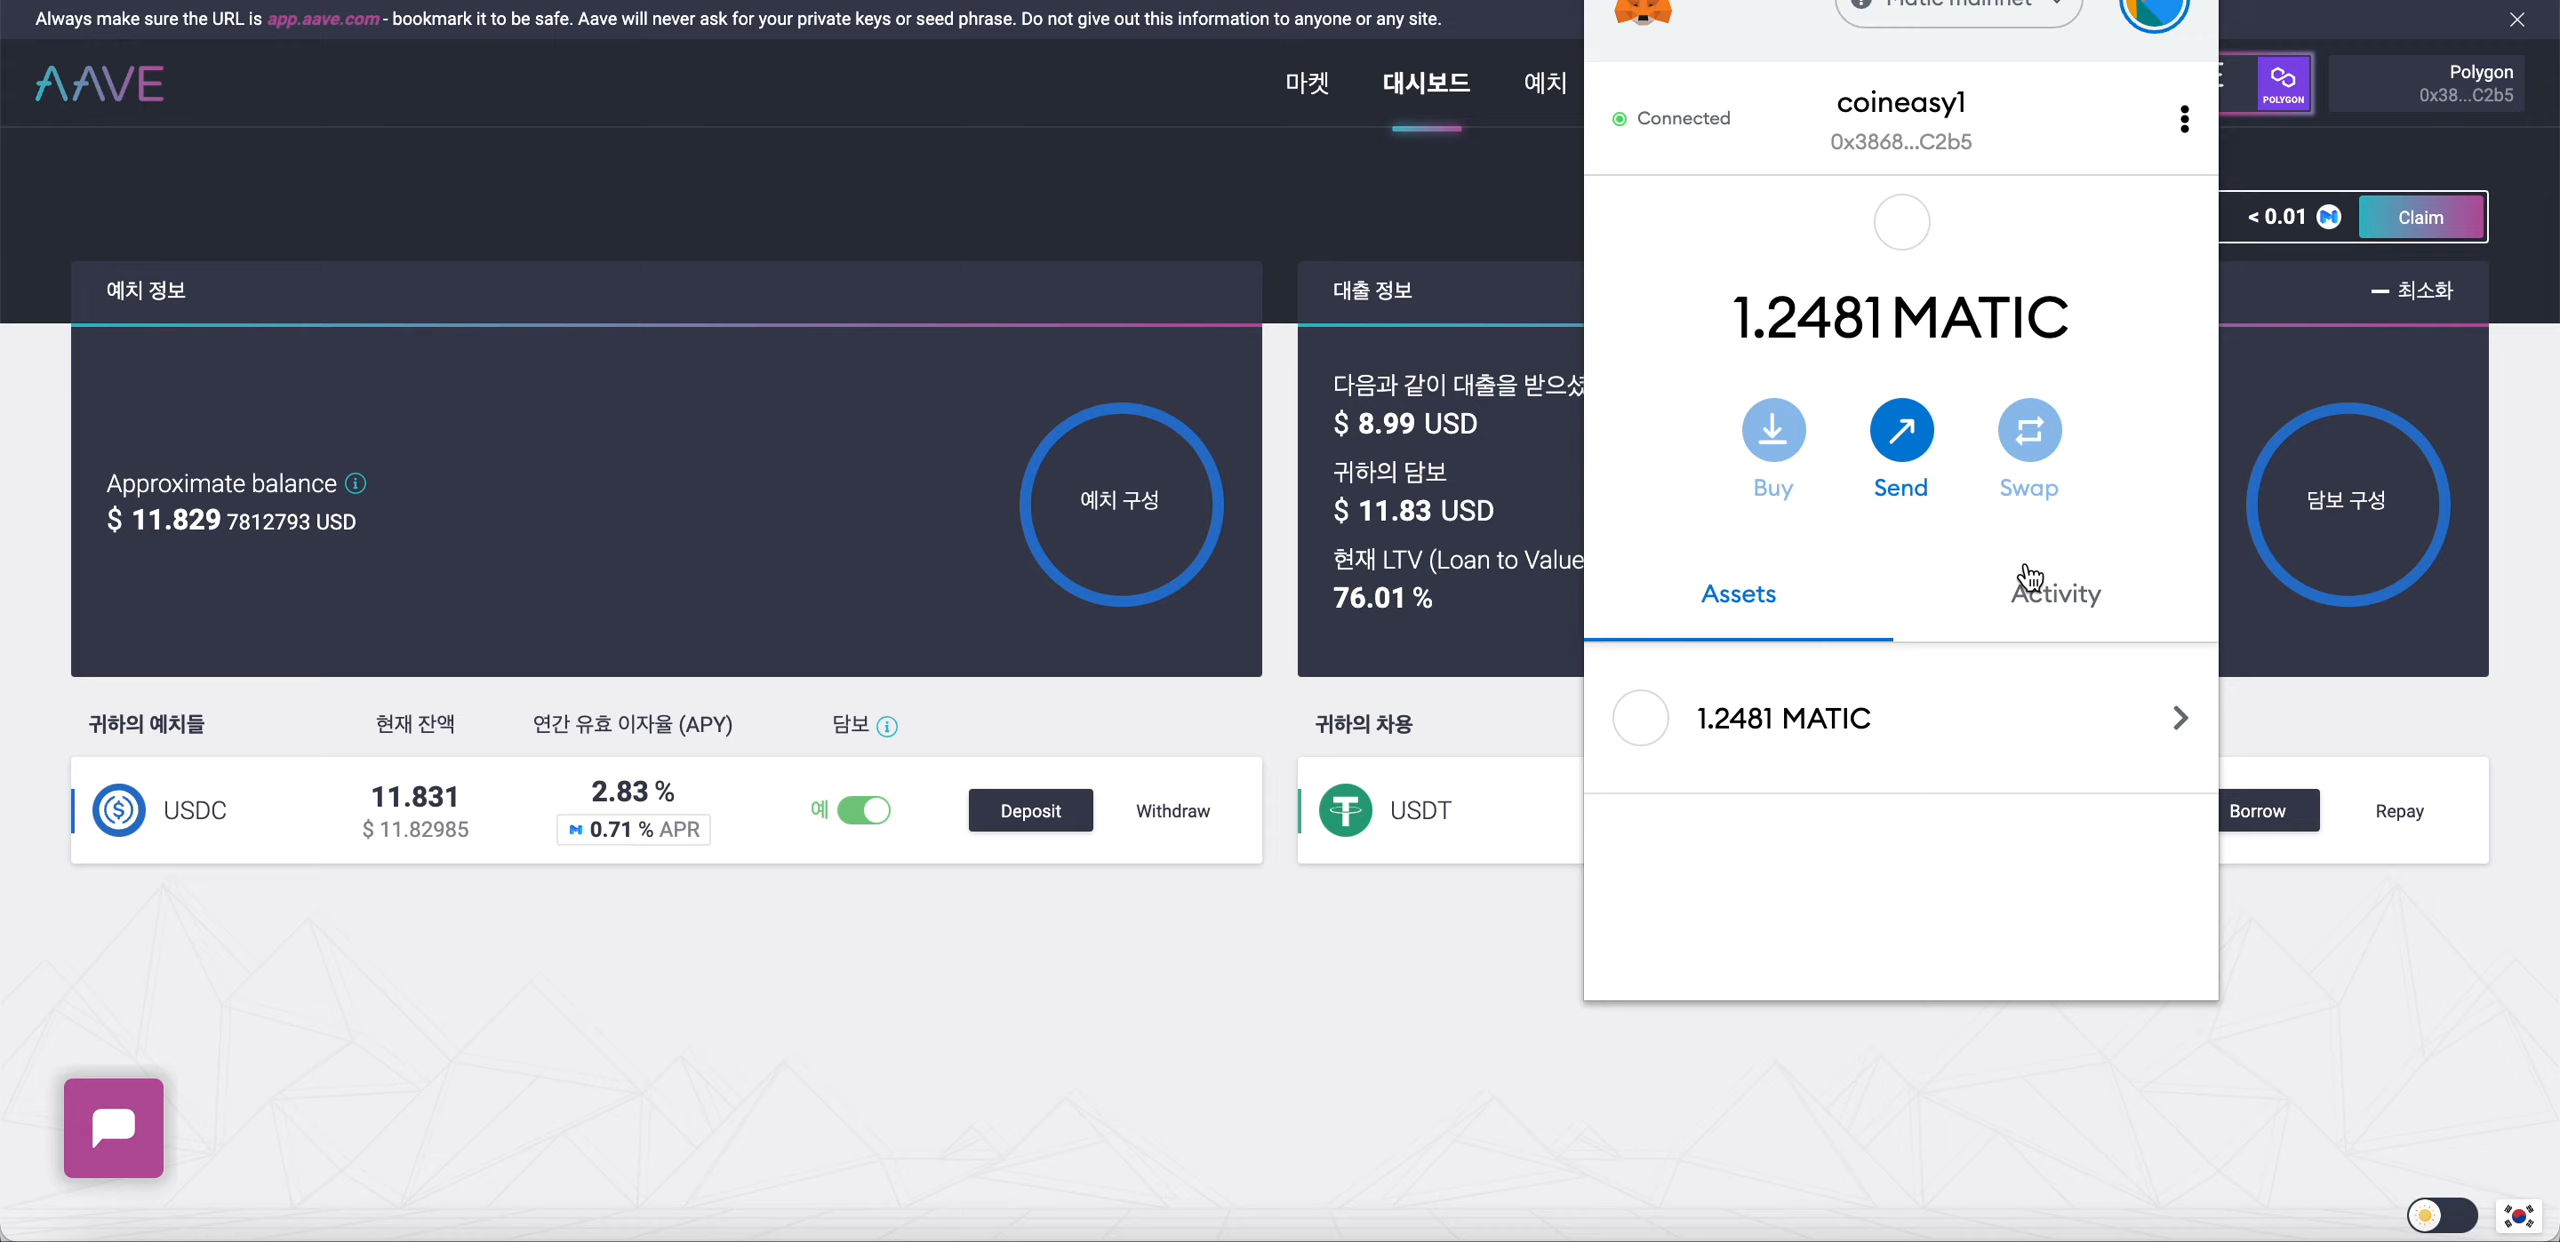 Always make sure the URL is app.aave.com - bookmark it to be safe. Aave will never ask for your private keys or seed phrase. Do not give out this information to anyone or any site.
AAVE
마켓
대시보드
예치
POLYGON
Polygon
0x38...C2b5
Matic mainnet
Connected
coineasy1
0x3868...C2b5
1.2481 MATIC
Buy
Send
Swap
Assets
Activity
1.2481 MATIC
< 0.01
Claim
예치 정보
Approximate balance
$ 11.8297812793 USD
예치 구성
대출 정보
최소화
다음과 같이 대출을
$ 8.99 USD
귀하의 담보
$ 11.83 USD
현재 LTV (Loan to Value
76.01 %
담보 구성
귀하의 예치들
현재 잔액
연간 유효 이자율 (APY)
담보
USDC
11.831
$ 11.82985
2.83 %
0.71 % APR
예
Deposit
Withdraw
귀하의 차용
USDT
Borrow
Repay